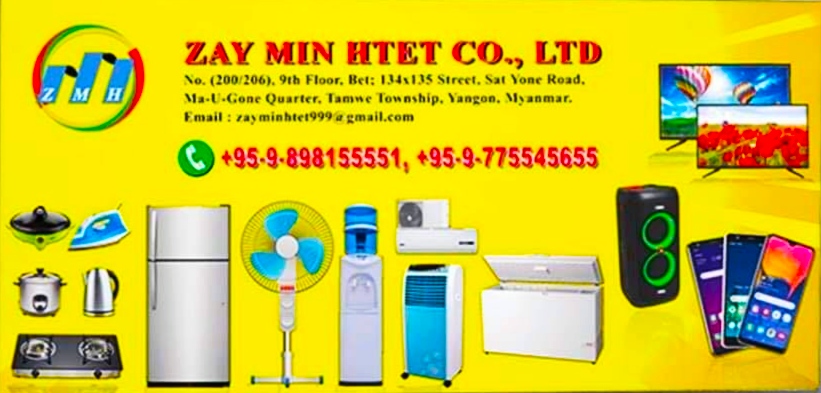 Z M H
ZAY MIN HTET CO., LTD
No. (200/206), 9th Floor, Bet; 134x135 Street, Sat Yone Road,
Ma-U-Gone Quarter, Tamwe Township, Yangon, Myanmar.
Email : zayminhtet999@gmail.com
+95-9-898155551, +95-9-775545655